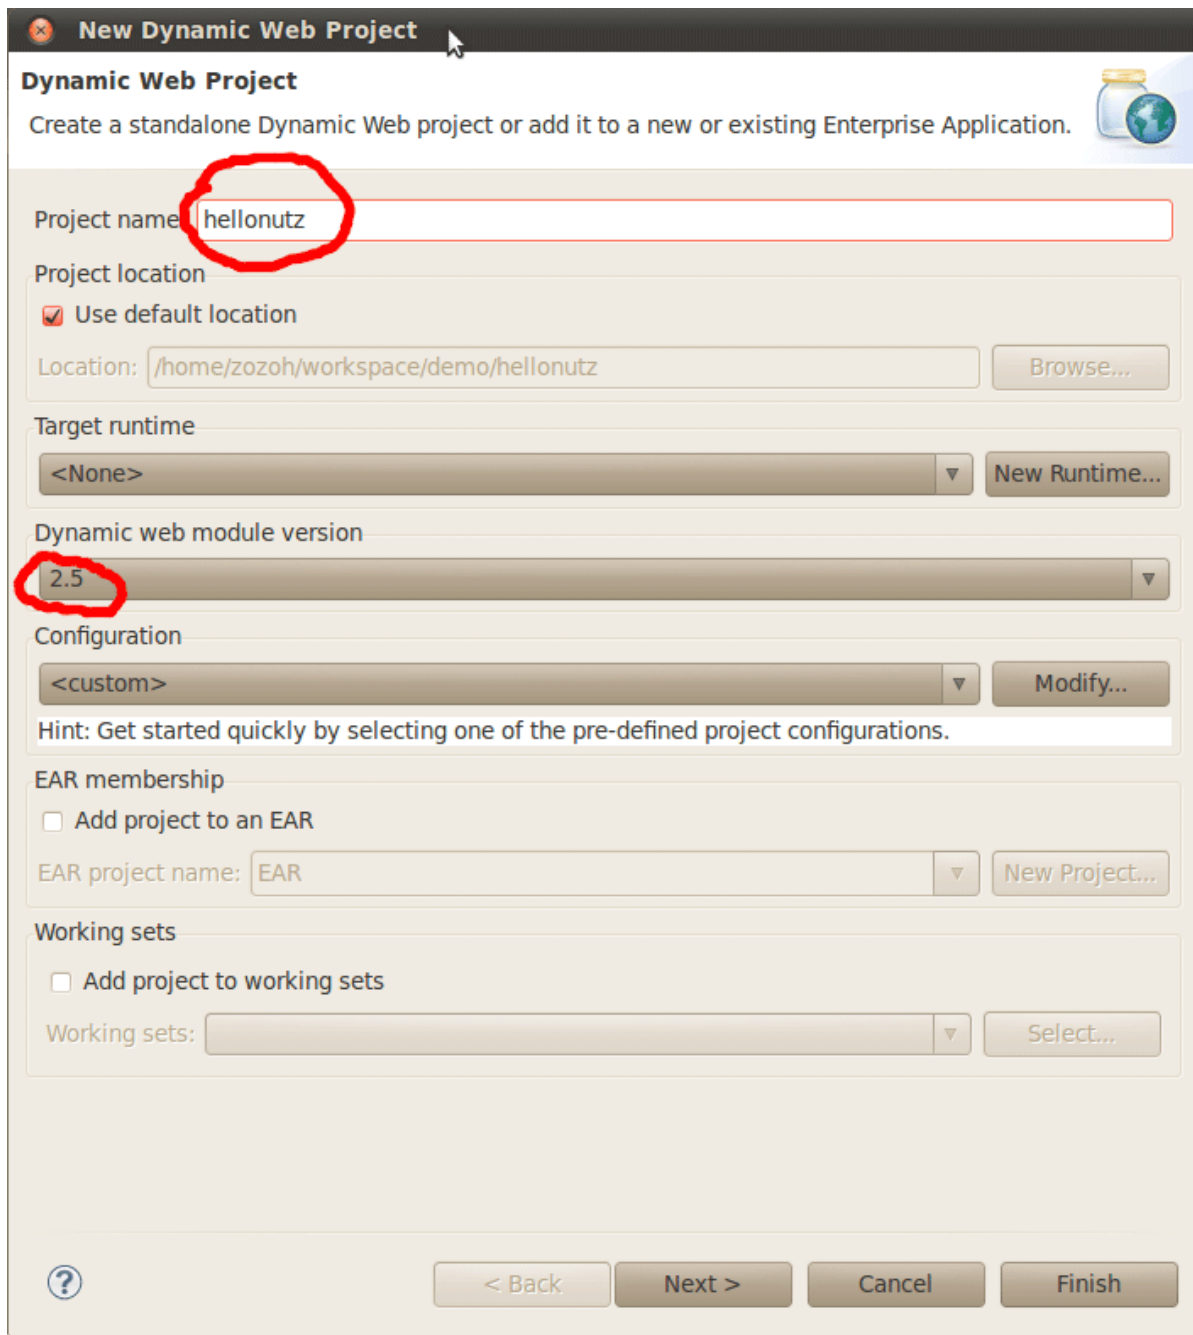 New Dynamic Web Project
Dynamic Web Project
Create a standalone Dynamic Web project or add it to a new or existing Enterprise Application.
Project name hellonutz
Project location
Use default location
Location: /home/zozoh/workspace/demo/hellonutz Browse...
Target runtime
<None> New Runtime...
Dynamic web module version
2.5
Configuration
<custom> Modify...
Hint: Get started quickly by selecting one of the pre-defined project configurations.
EAR membership
Add project to an EAR
EAR project name: EAR New Project...
Working sets
Add project to working sets
Working sets: Select...
? < Back Next > Cancel Finish